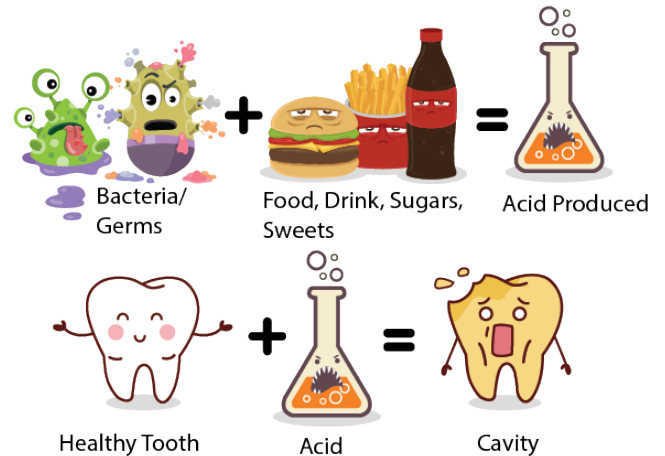 Bacteria/
Germs
Food, Drink, Sugars,
Sweets
Acid Produced
Healthy Tooth
Acid
Cavity